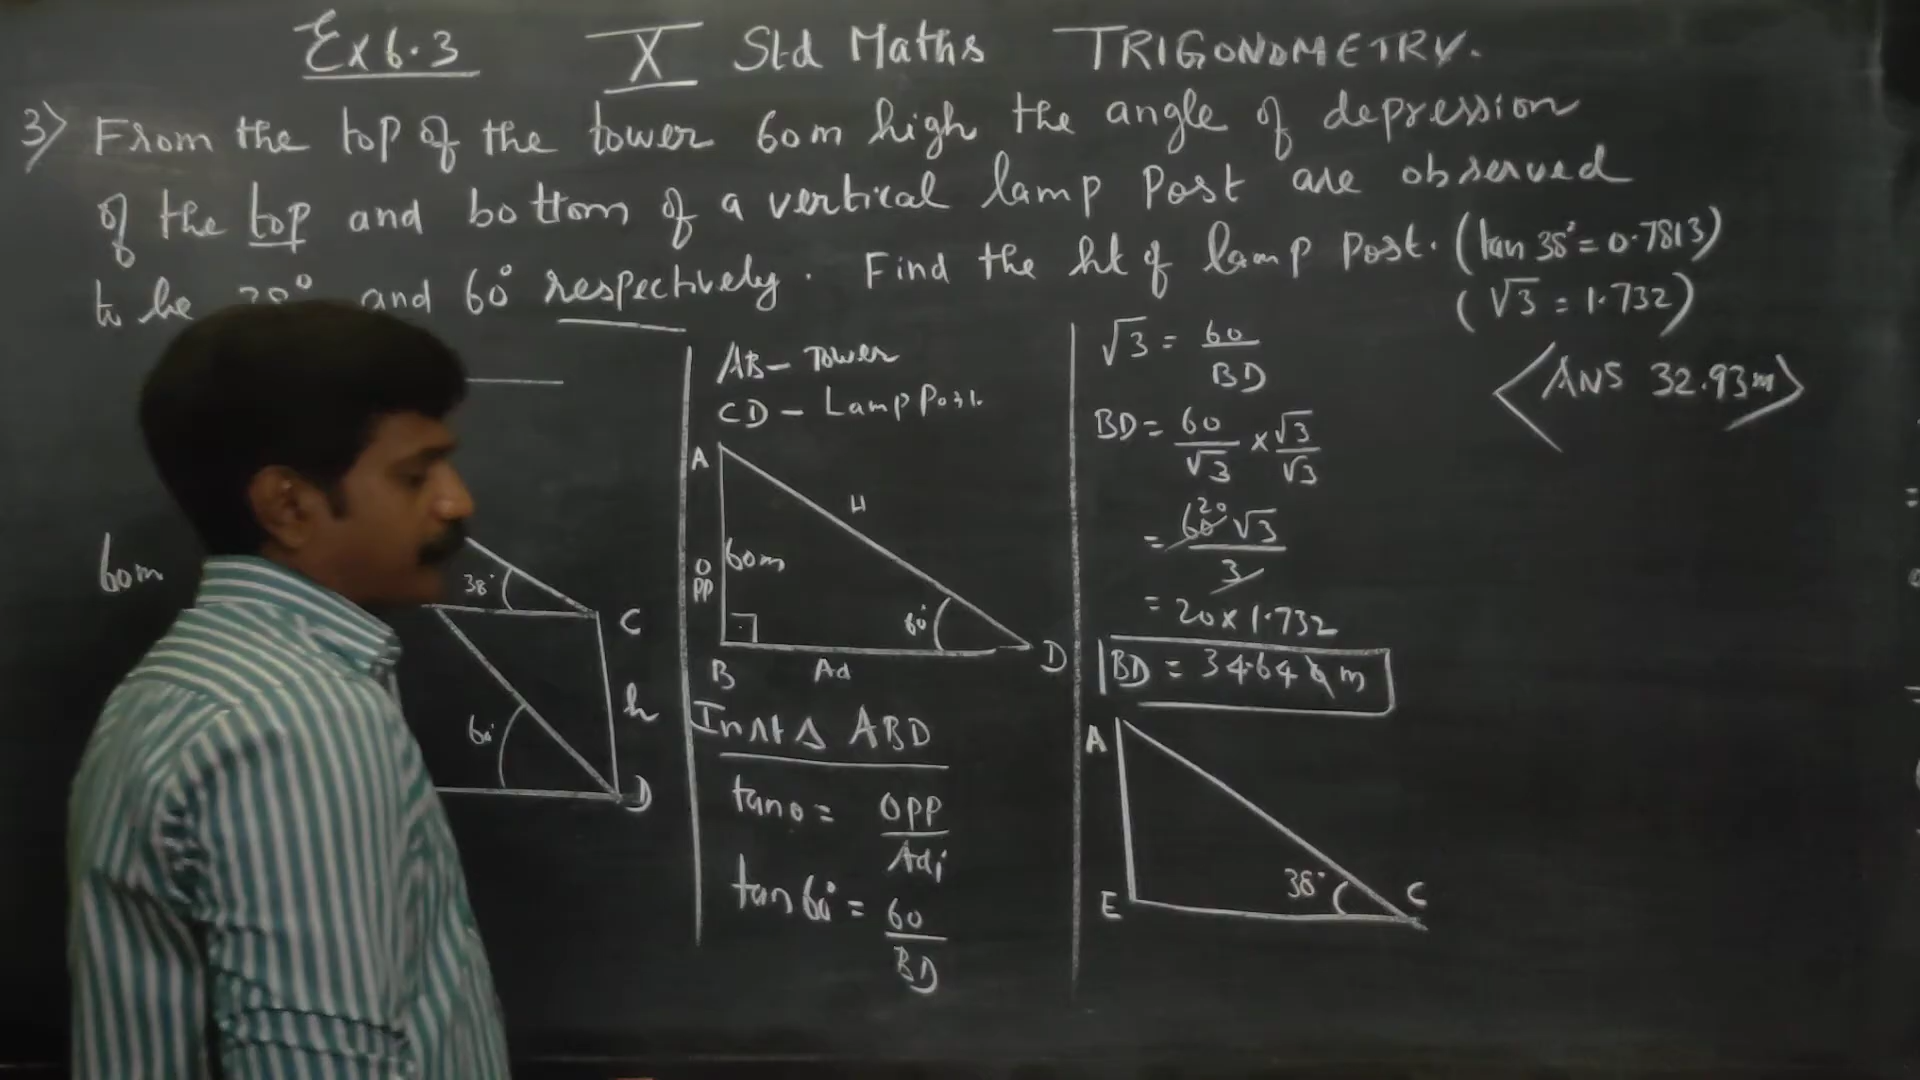 Ex 6.3 X Std Maths TRIGONOMETRY.
3) From the top of the tower 60m high the angle of depression
of the top and bottom of a vertical lamp Post are observed
to be 38° and 60° respectively. Find the ht of lamp Post. (tan 38° = 0.7813)
(√3 = 1.732)
<ANS 32.93m>
60m
38°
C
h
60°
D
AB - Tower
CD - Lamp Post.
A
H
OPP
60m
60°
B
Ad
D
In rt Δ ABD
tan θ = OPP/Adj
tan 60° = 60/BD
√3 = 60/BD
BD = 60/√3 × √3/√3
= 60 20 √3/3
= 20 × 1.732
BD = 34.64 m
A
E
38°
C